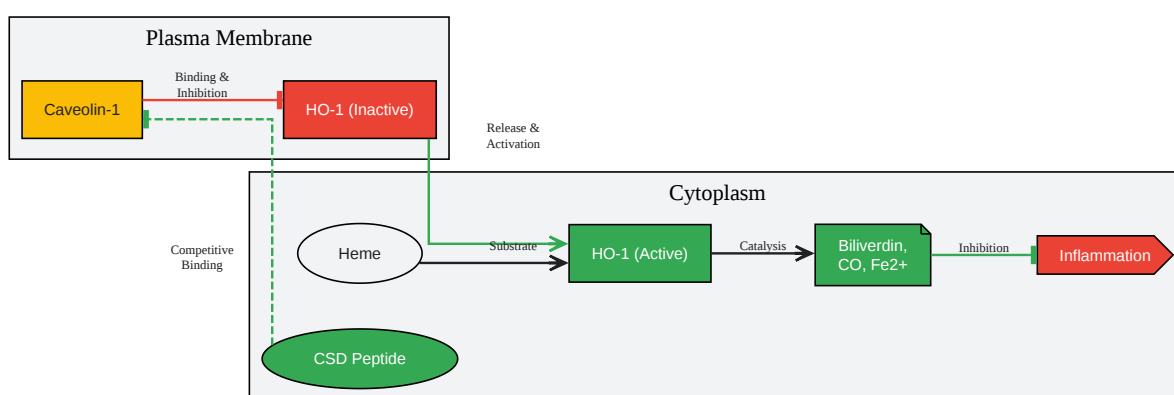 Plasma Membrane
Caveolin-1
Binding &
Inhibition
HO-1 (Inactive)
Release &
Activation
Cytoplasm
Competitive
Binding
Heme
Substrate
HO-1 (Active)
Catalysis
Biliverdin,
CO, Fe2+
Inhibition
Inflammation
CSD Peptide